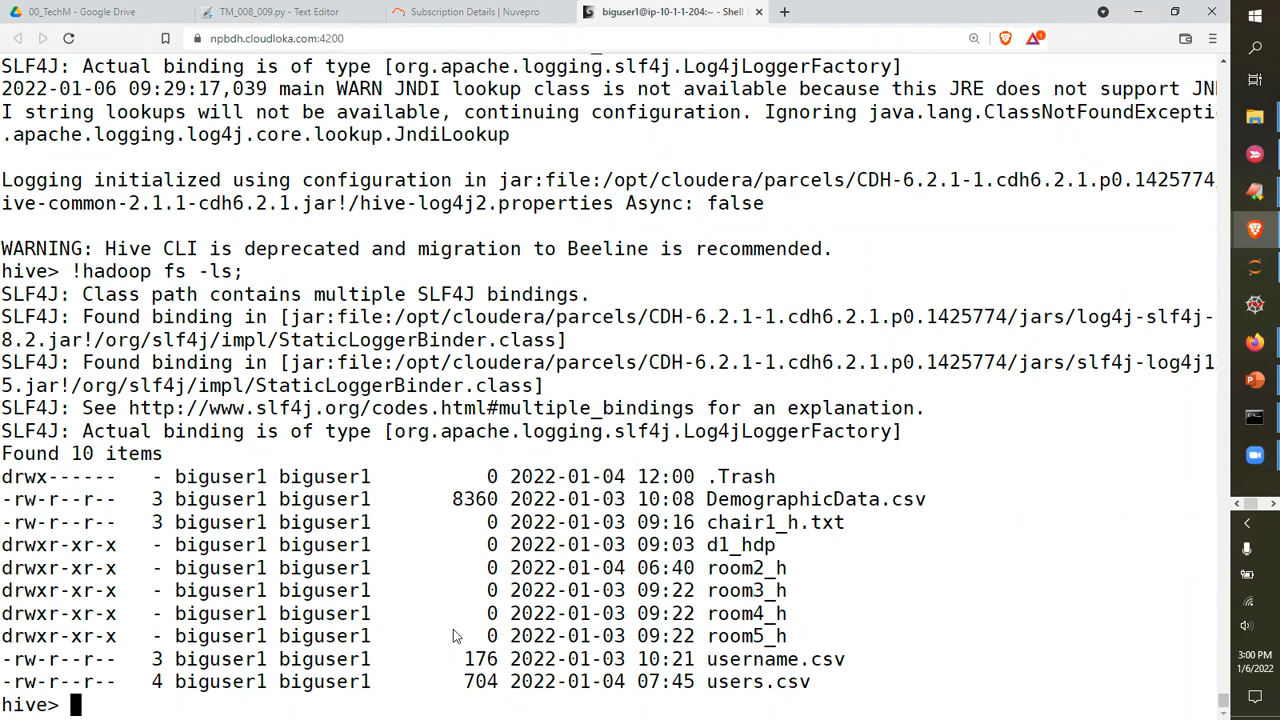 00_TechM - Google Drive
TM_008_009.py - Text Editor
Subscription Details | Nuvepro
biguser1@ip-10-1-1-204:~ - Shell
npbdh.cloudloka.com:4200
SLF4J: Actual binding is of type [org.apache.logging.slf4j.Log4jLoggerFactory]
2022-01-06 09:29:17,039 main WARN JNDI lookup class is not available because this JRE does not support JND
I string lookups will not be available, continuing configuration. Ignoring java.lang.ClassNotFoundExcepti
.apache.logging.log4j.core.lookup.JndiLookup
Logging initialized using configuration in jar:file:/opt/cloudera/parcels/CDH-6.2.1-1.cdh6.2.1.p0.1425774/
ive-common-2.1.1-cdh6.2.1.jar!/hive-log4j2.properties Async: false
WARNING: Hive CLI is deprecated and migration to Beeline is recommended.
hive> !hadoop fs -ls;
SLF4J: Class path contains multiple SLF4J bindings.
SLF4J: Found binding in [jar:file:/opt/cloudera/parcels/CDH-6.2.1-1.cdh6.2.1.p0.1425774/jars/log4j-slf4j-
8.2.jar!/org/slf4j/impl/StaticLoggerBinder.class]
SLF4J: Found binding in [jar:file:/opt/cloudera/parcels/CDH-6.2.1-1.cdh6.2.1.p0.1425774/jars/slf4j-log4j1
5.jar!/org/slf4j/impl/StaticLoggerBinder.class]
SLF4J: See http://www.slf4j.org/codes.html#multiple_bindings for an explanation.
SLF4J: Actual binding is of type [org.apache.logging.slf4j.Log4jLoggerFactory]
Found 10 items
drwx------ - biguser1 biguser1 0 2022-01-04 12:00 .Trash
-rw-r--r-- 3 biguser1 biguser1 8360 2022-01-03 10:08 DemographicData.csv
-rw-r--r-- 3 biguser1 biguser1 0 2022-01-03 09:16 chair1_h.txt
drwxr-xr-x - biguser1 biguser1 0 2022-01-03 09:03 d1_hdp
drwxr-xr-x - biguser1 biguser1 0 2022-01-04 06:40 room2_h
drwxr-xr-x - biguser1 biguser1 0 2022-01-03 09:22 room3_h
drwxr-xr-x - biguser1 biguser1 0 2022-01-03 09:22 room4_h
drwxr-xr-x - biguser1 biguser1 0 2022-01-03 09:22 room5_h
-rw-r--r-- 3 biguser1 biguser1 176 2022-01-03 10:21 username.csv
-rw-r--r-- 4 biguser1 biguser1 704 2022-01-04 07:45 users.csv
hive>
3:00 PM
1/6/2022